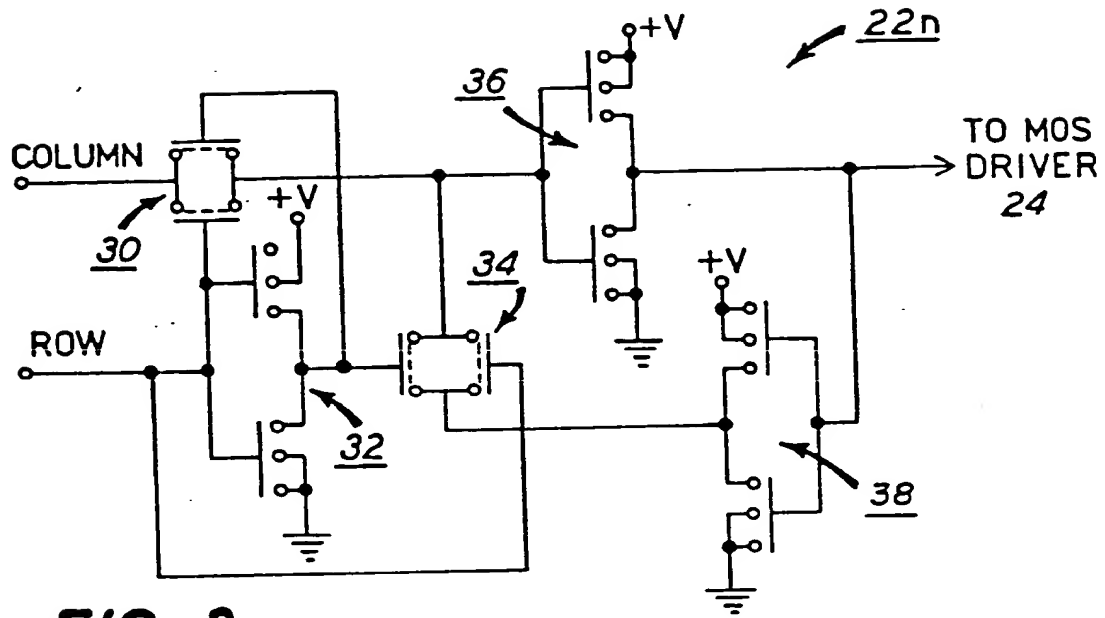 +V
22n
36
COLUMN
TO MOS
DRIVER
24
+V
30
34
+V
ROW
32
38